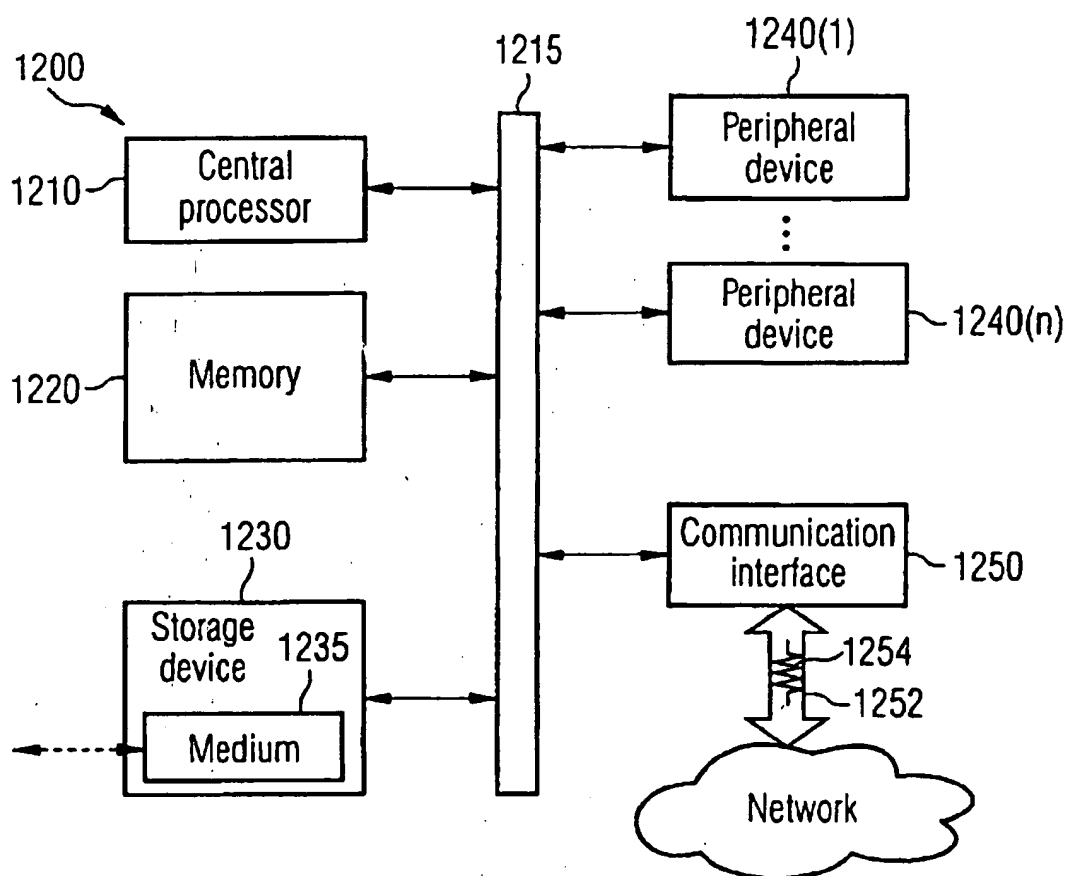 1200
1215
1240(1)
Central
processor
1210
Peripheral
device
Peripheral
device
1240(n)
Memory
1220
1230
Storage
device
1235
Medium
Communication
interface
1250
1254
1252
Network